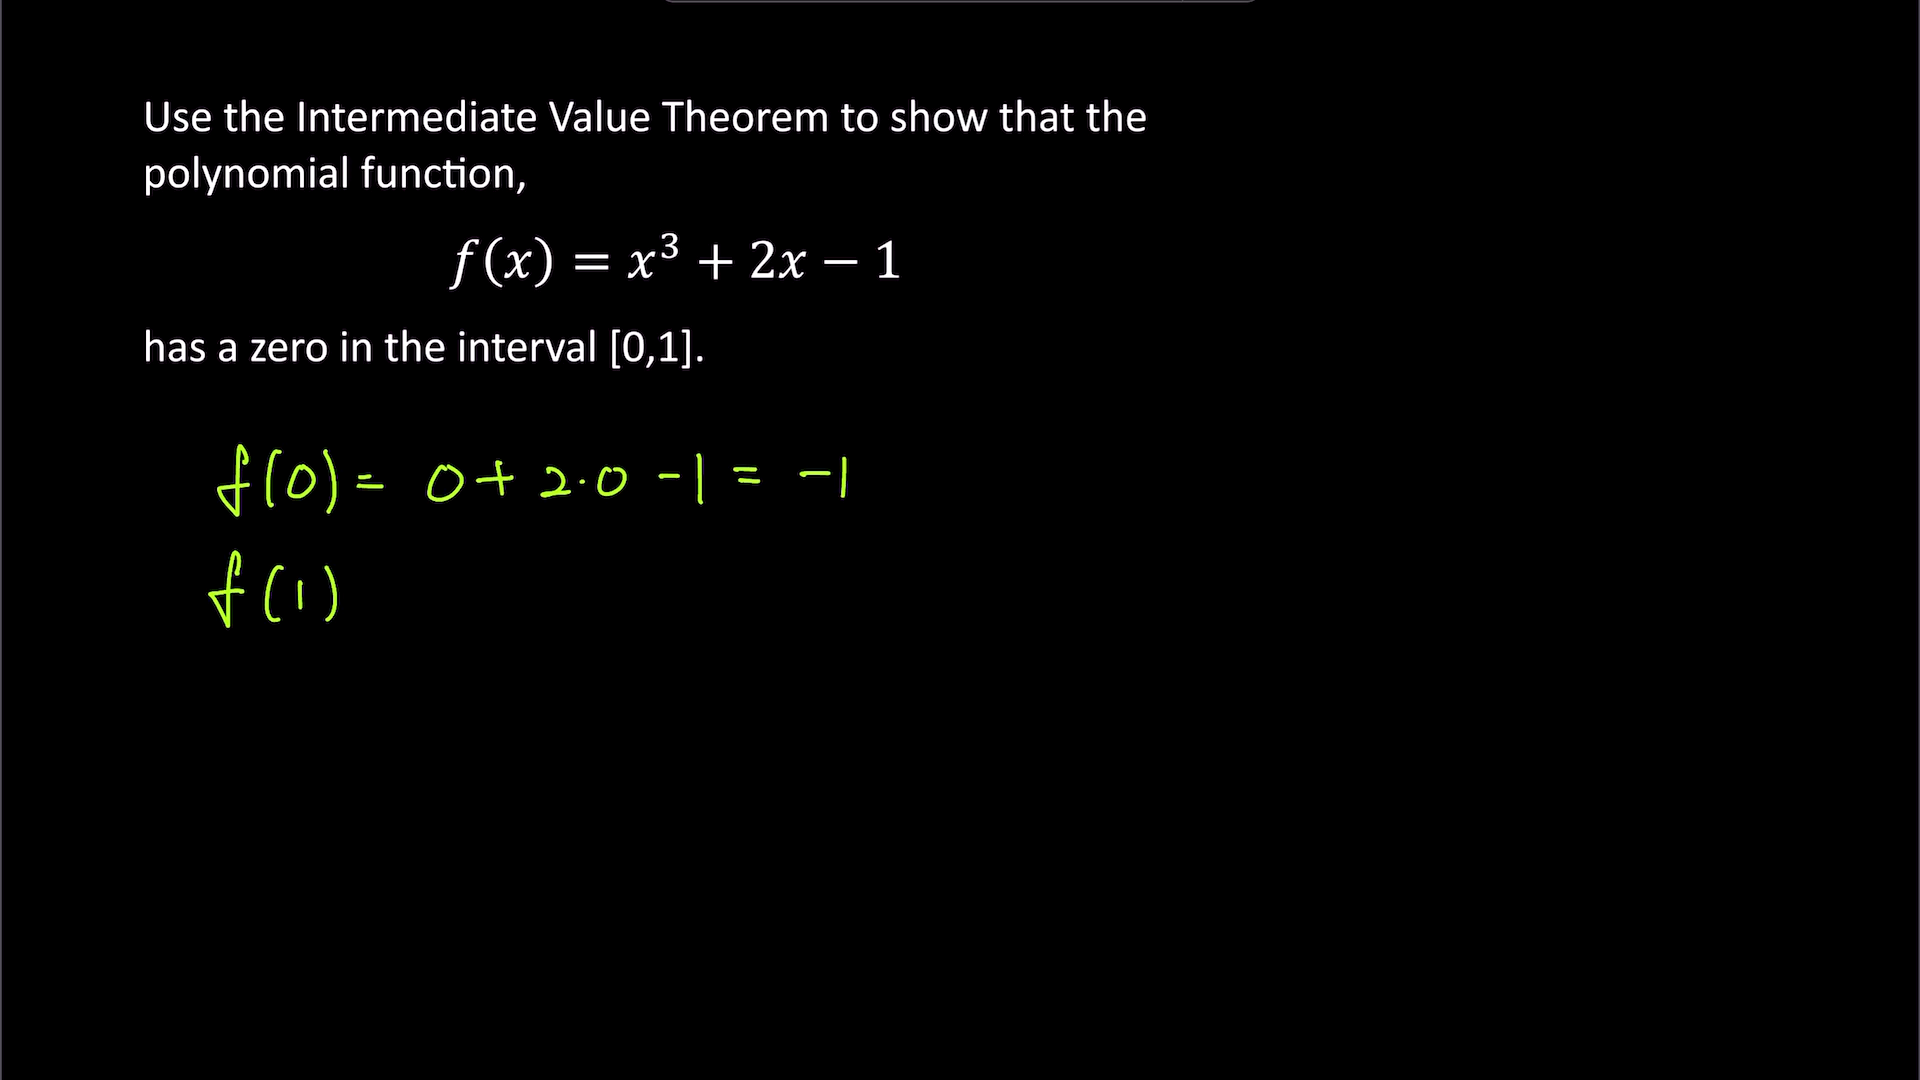 Use the Intermediate Value Theorem to show that the
polynomial function,
f(x) = x³ + 2x − 1
has a zero in the interval [0,1].
f(0) = 0 + 2·0 - 1 = -1
f(1)